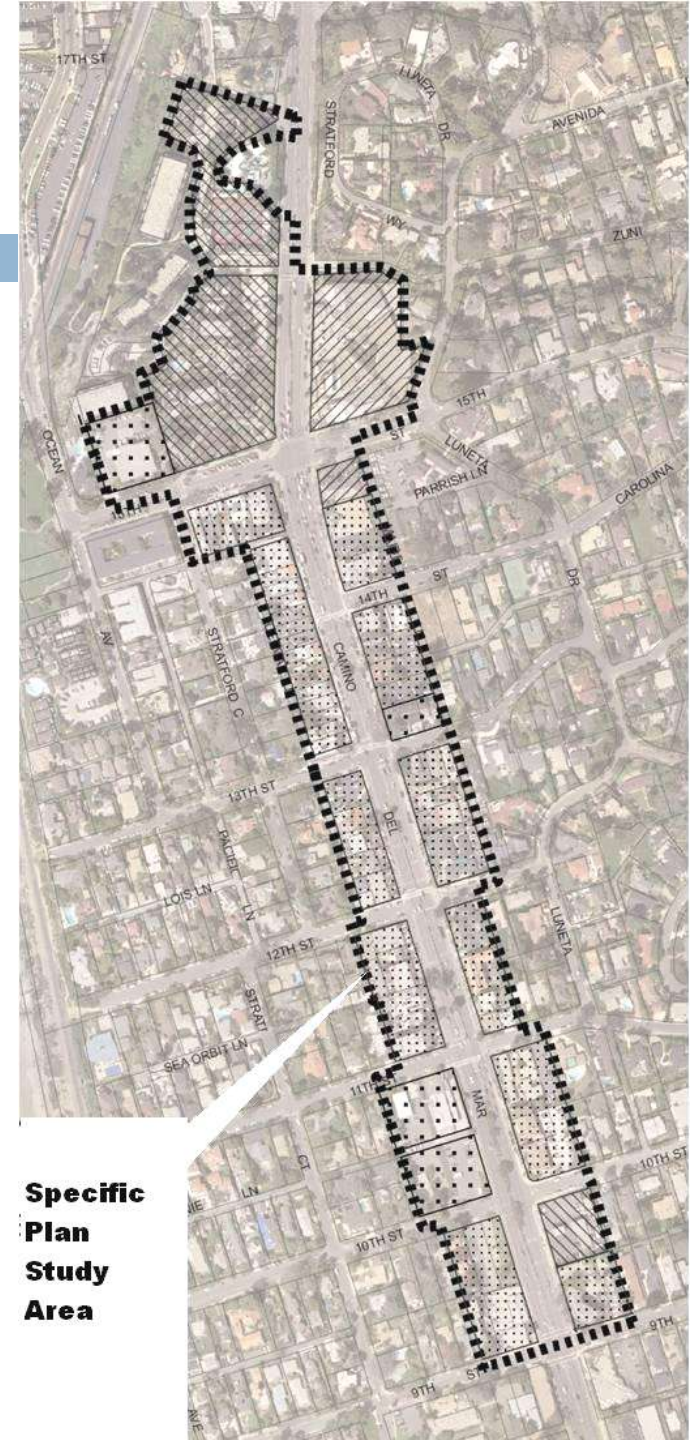 17TH ST
LUNETA
DR
STRATFORD
AVENIDA
WY
ZUNI
15TH
ST
LUNETA
PARRISH LN
CAROLINA
OCEAN
14TH
ST
DR
AV
STRATFORD C
CAMINO
13TH ST
DEL
PACIFIC
LN
LOIS LN
LUNETA
12TH ST
STRAT
SEA ORBIT LN
11TH
MAR
CT
10TH ST
LN
10TH ST
Specific
Plan
Study
Area
9TH
9TH
ST
AVE